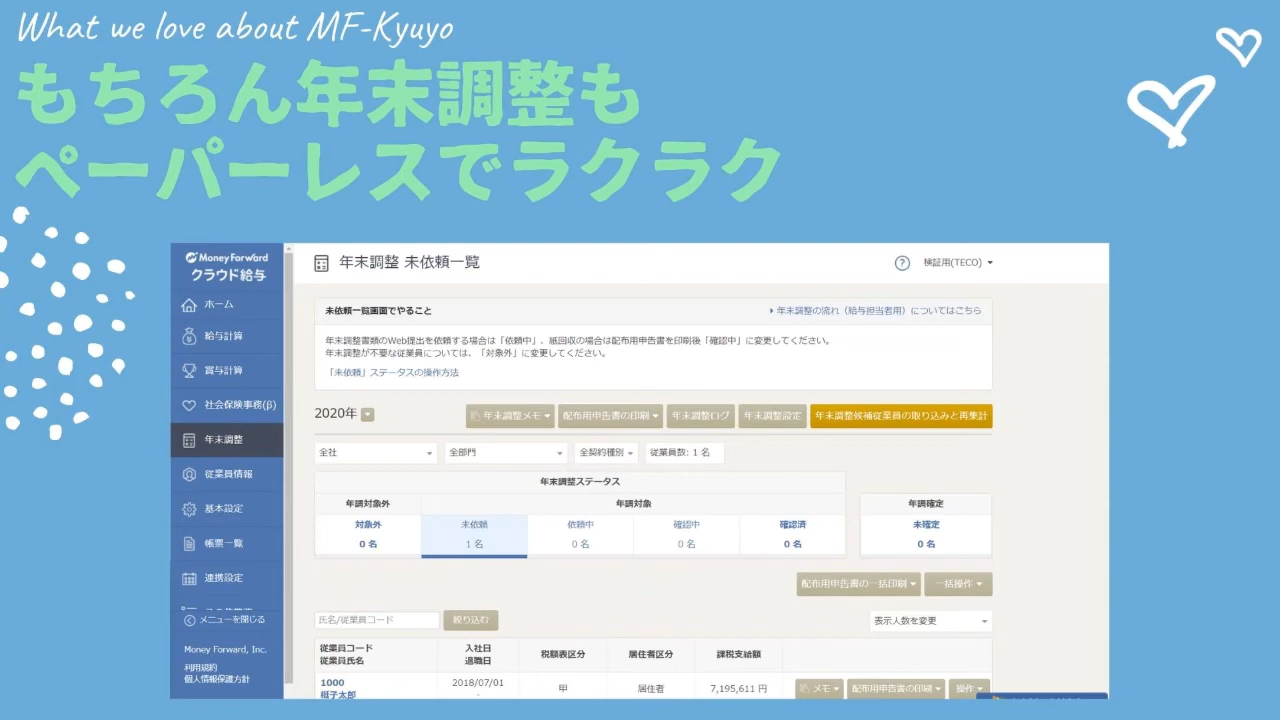 What we love about MF-Kyuyo
もちろん年末調整も
ペーパーレスでラクラク
Money Forward
クラウド給与
ホーム
給与計算
賞与計算
社会保険事務(β)
年末調整
従業員情報
基本設定
帳票一覧
連携設定
メニューを閉じる
Money Forward, Inc.
利用規約
個人情報保護方針
年末調整 未依頼一覧
? 検証用(TECO)
未依頼一覧画面でやること
年末調整の流れ（給与担当者用）についてはこちら
年末調整書類のWeb提出を依頼する場合は「依頼中」、紙回収の場合は配布用申告書を印刷後「確認中」に変更してください。
年末調整が不要な従業員については、「対象外」に変更してください。
「未依頼」ステータスの操作方法
2020年
年末調整メモ 配布用申告書の印刷 年末調整ログ 年末調整設定 年末調整候補従業員の取り込みと再集計
全社 全部門 全契約種別 従業員数: 1 名
年末調整ステータス
年調対象外 年調対象 年調確定
対象外 未依頼 依頼中 確認中 確認済 未確定
0 名 1 名 0 名 0 名 0 名 0 名
配布用申告書の一括印刷 一括操作
氏名/従業員コード 絞り込む 表示人数を変更
従業員コード 入社日
従業員氏名 退職日 税額表区分 居住者区分 課税支給額
1000 2018/07/01
梃子太郎 - 甲 居住者 7,195,611 円 メモ 配布用申告書の印刷 操作